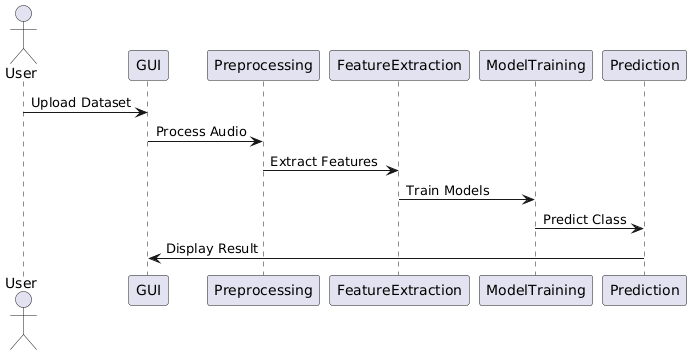 User
GUI
Preprocessing
FeatureExtraction
ModelTraining
Prediction
Upload Dataset
Process Audio
Extract Features
Train Models
Predict Class
Display Result
User
GUI
Preprocessing
FeatureExtraction
ModelTraining
Prediction